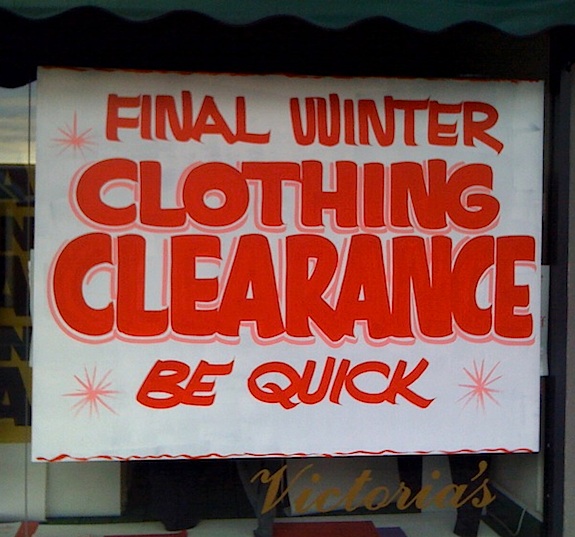 FINAL WINTER
CLOTHING
CLEARANCE
BE QUICK
Victoria's